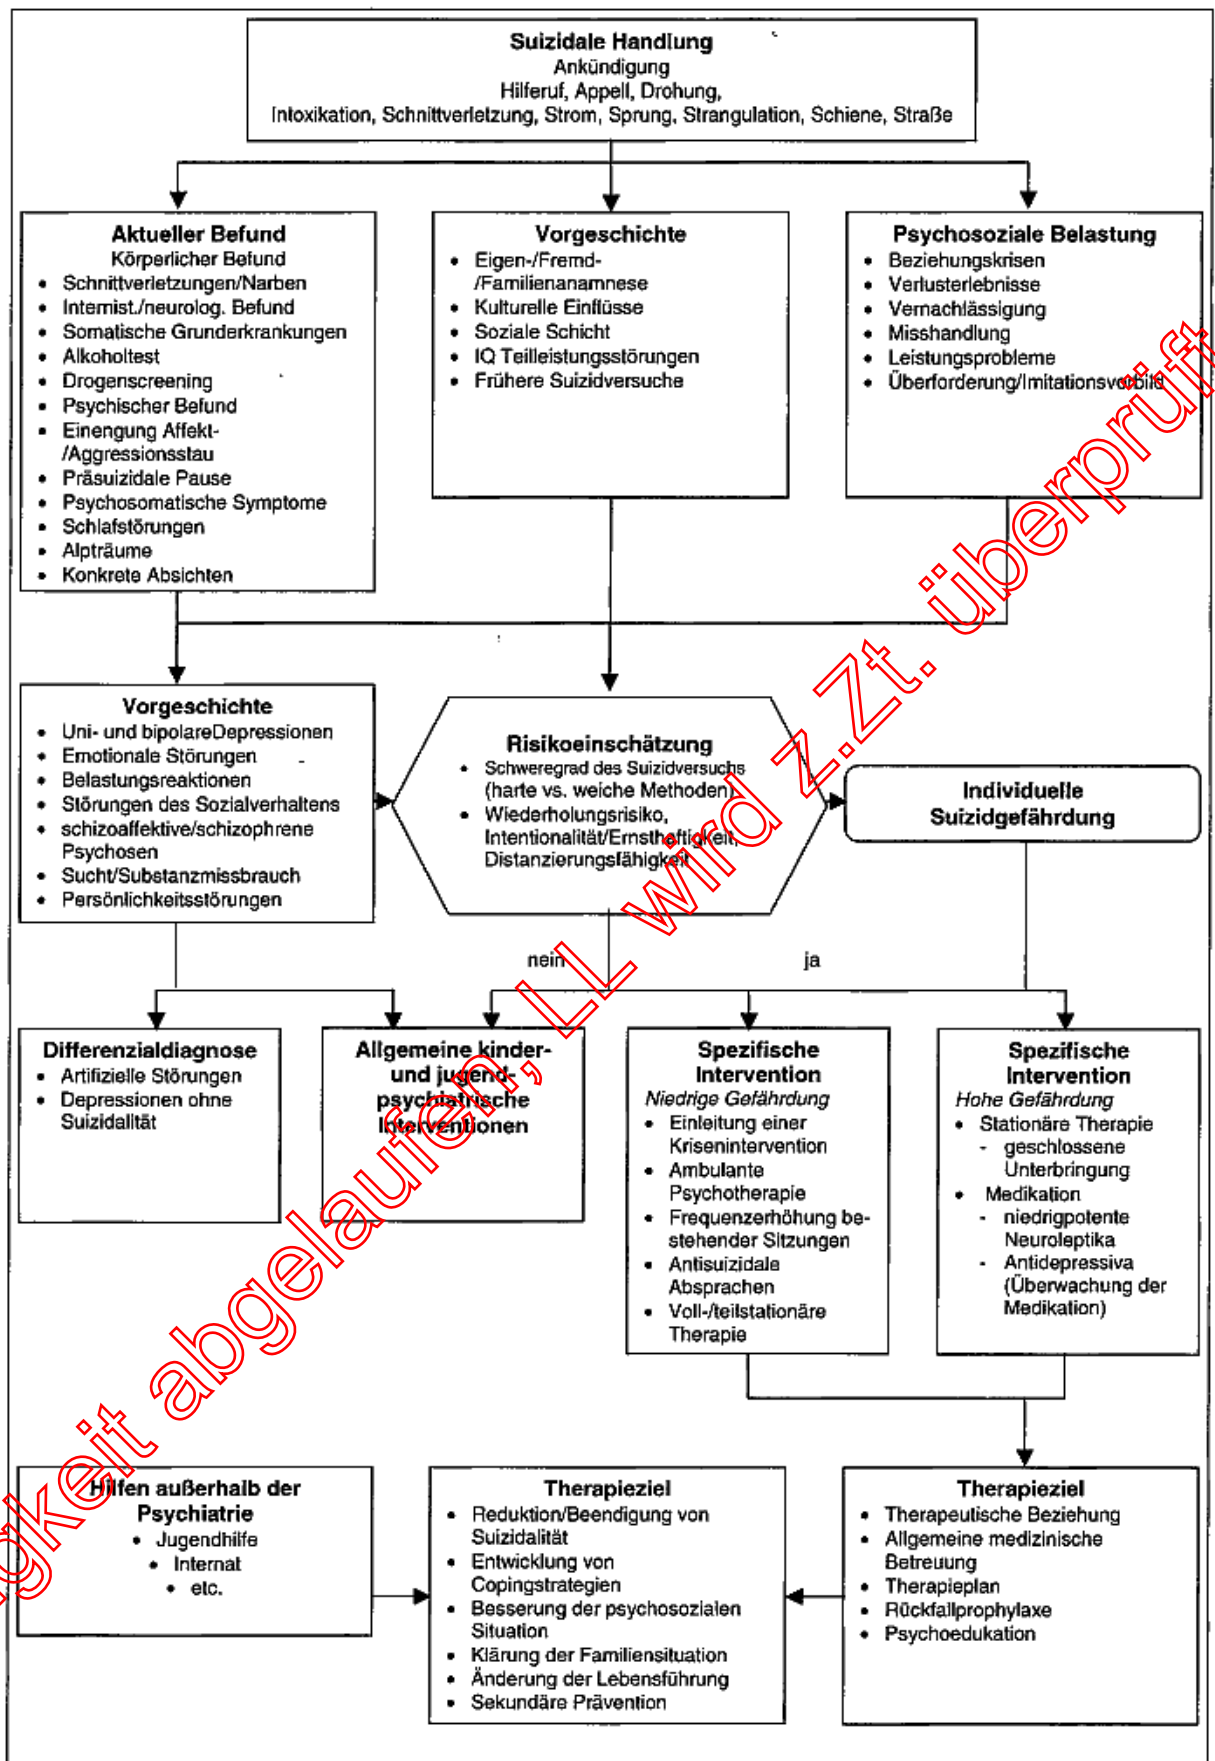 Suizidale Handlung
Ankündigung
Hilferuf, Appell, Drohung,
Intoxikation, Schnittverletzung, Strom, Sprung, Strangulation, Schiene, Straße
Aktueller Befund
Körperlicher Befund
• Schnittverletzungen/Narben
• Internist./neurolog. Befund
• Somatische Grunderkrankungen
• Alkoholtest
• Drogenscreening
• Psychischer Befund
• Einengung Affekt-
/Aggressionsstau
• Präsuizidale Pause
• Psychosomatische Symptome
• Schlafstörungen
• Alpträume
• Konkrete Absichten
Vorgeschichte
• Eigen-/Fremd-
/Familienanamnese
• Kulturelle Einflüsse
• Soziale Schicht
• IQ Teilleistungsstörungen
• Frühere Suizidversuche
Psychosoziale Belastung
• Beziehungskrisen
• Verlusterlebnisse
• Vernachlässigung
• Misshandlung
• Leistungsprobleme
• Überforderung/Imitationsvorbild
Vorgeschichte
• Uni- und bipolareDepressionen
• Emotionale Störungen
• Belastungsreaktionen
• Störungen des Sozialverhaltens
• schizoaffektive/schizophrene
Psychosen
• Sucht/Substanzmissbrauch
• Persönlichkeitsstörungen
Risikoeinschätzung
• Schweregrad des Suizidversuchs
(harte vs. weiche Methoden)
• Wiederholungsrisiko,
Intentionalität/Ernsthaftigkeit,
Distanzierungsfähigkeit
Individuelle
Suizidgefährdung
nein
ja
Differenzialdiagnose
• Artifizielle Störungen
• Depressionen ohne
Suizidalität
Allgemeine kinder-
und jugend-
psychiatrische
Interventionen
Spezifische
Intervention
Niedrige Gefährdung
• Einleitung einer
Krisenintervention
• Ambulante
Psychotherapie
• Frequenzerhöhung be-
stehender Sitzungen
• Antisuizidale
Absprachen
• Voll-/teilstationäre
Therapie
Spezifische
Intervention
Hohe Gefährdung
• Stationäre Therapie
- geschlossene
Unterbringung
• Medikation
- niedrigpotente
Neuroleptika
- Antidepressiva
(Überwachung der
Medikation)
Hilfen außerhalb der
Psychiatrie
• Jugendhilfe
• Internat
• etc.
Therapieziel
• Reduktion/Beendigung von
Suizidalität
• Entwicklung von
Copingstrategien
• Besserung der psychosozialen
Situation
• Klärung der Familiensituation
• Änderung der Lebensführung
• Sekundäre Prävention
Therapieziel
• Therapeutische Beziehung
• Allgemeine medizinische
Betreuung
• Therapieplan
• Rückfallprophylaxe
• Psychoedukation
abgelaufen, LL wird z.Zt. überprüft